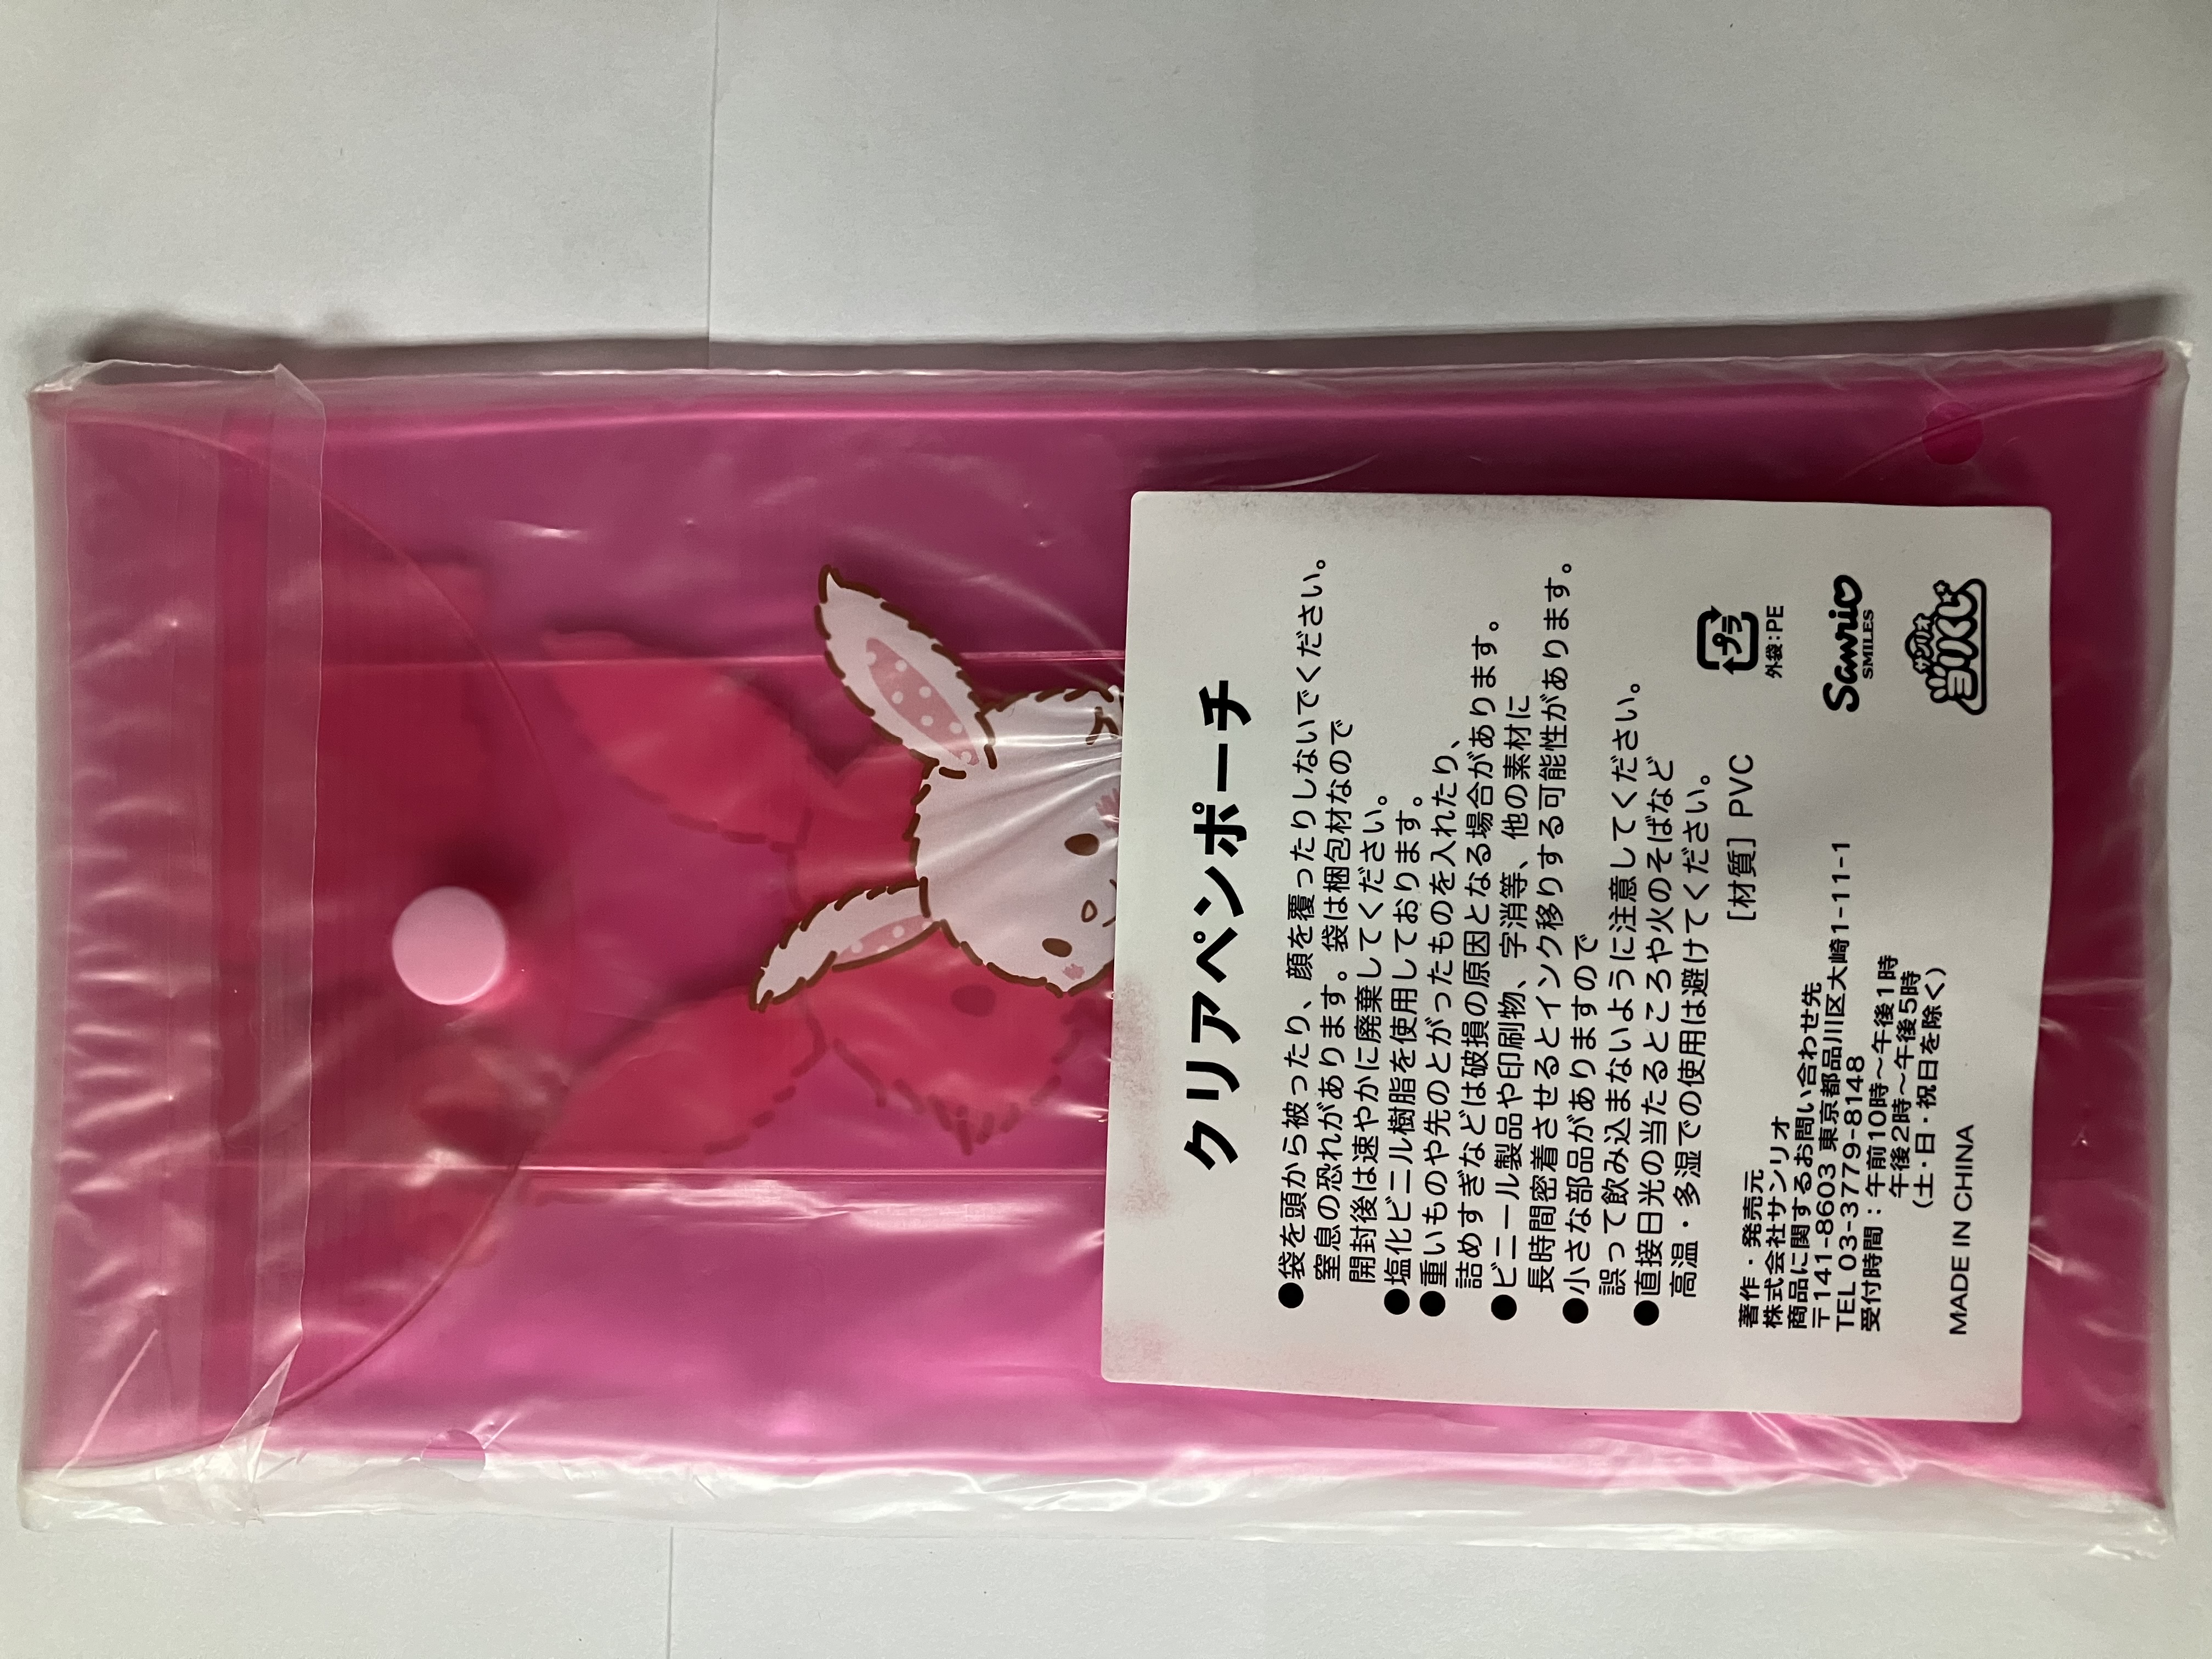 クリアペンポーチ
●袋を頭から被ったり、顔を覆ったりしないでください。
窒息の恐れがあります。袋は梱包材なので
開封後は速やかに廃棄してください。
●塩化ビニル樹脂を使用しております。
●重いものや先のとがったものを入れたり、
詰めすぎなどは破損の原因となる場合があります。
●ビニール製品や印刷物、字消等、他の素材に
長時間密着させるとインク移りする可能性があります。
●小さな部品がありますので
誤って飲み込まないように注意してください。
●直接日光の当たるところや火のそばなど
高温・多湿での使用は避けてください。
[材質] PVC
プラ
外袋:PE
著作・発売元
株式会社サンリオ
商品に関するお問い合わせ先
〒141-8603 東京都品川区大崎1-11-1
TEL 03-3779-8148
受付時間：午前10時～午後1時
午後2時～午後5時
(土・日・祝日を除く)
MADE IN CHINA
Sanrio
SMILES
サンリオ
当りくじ